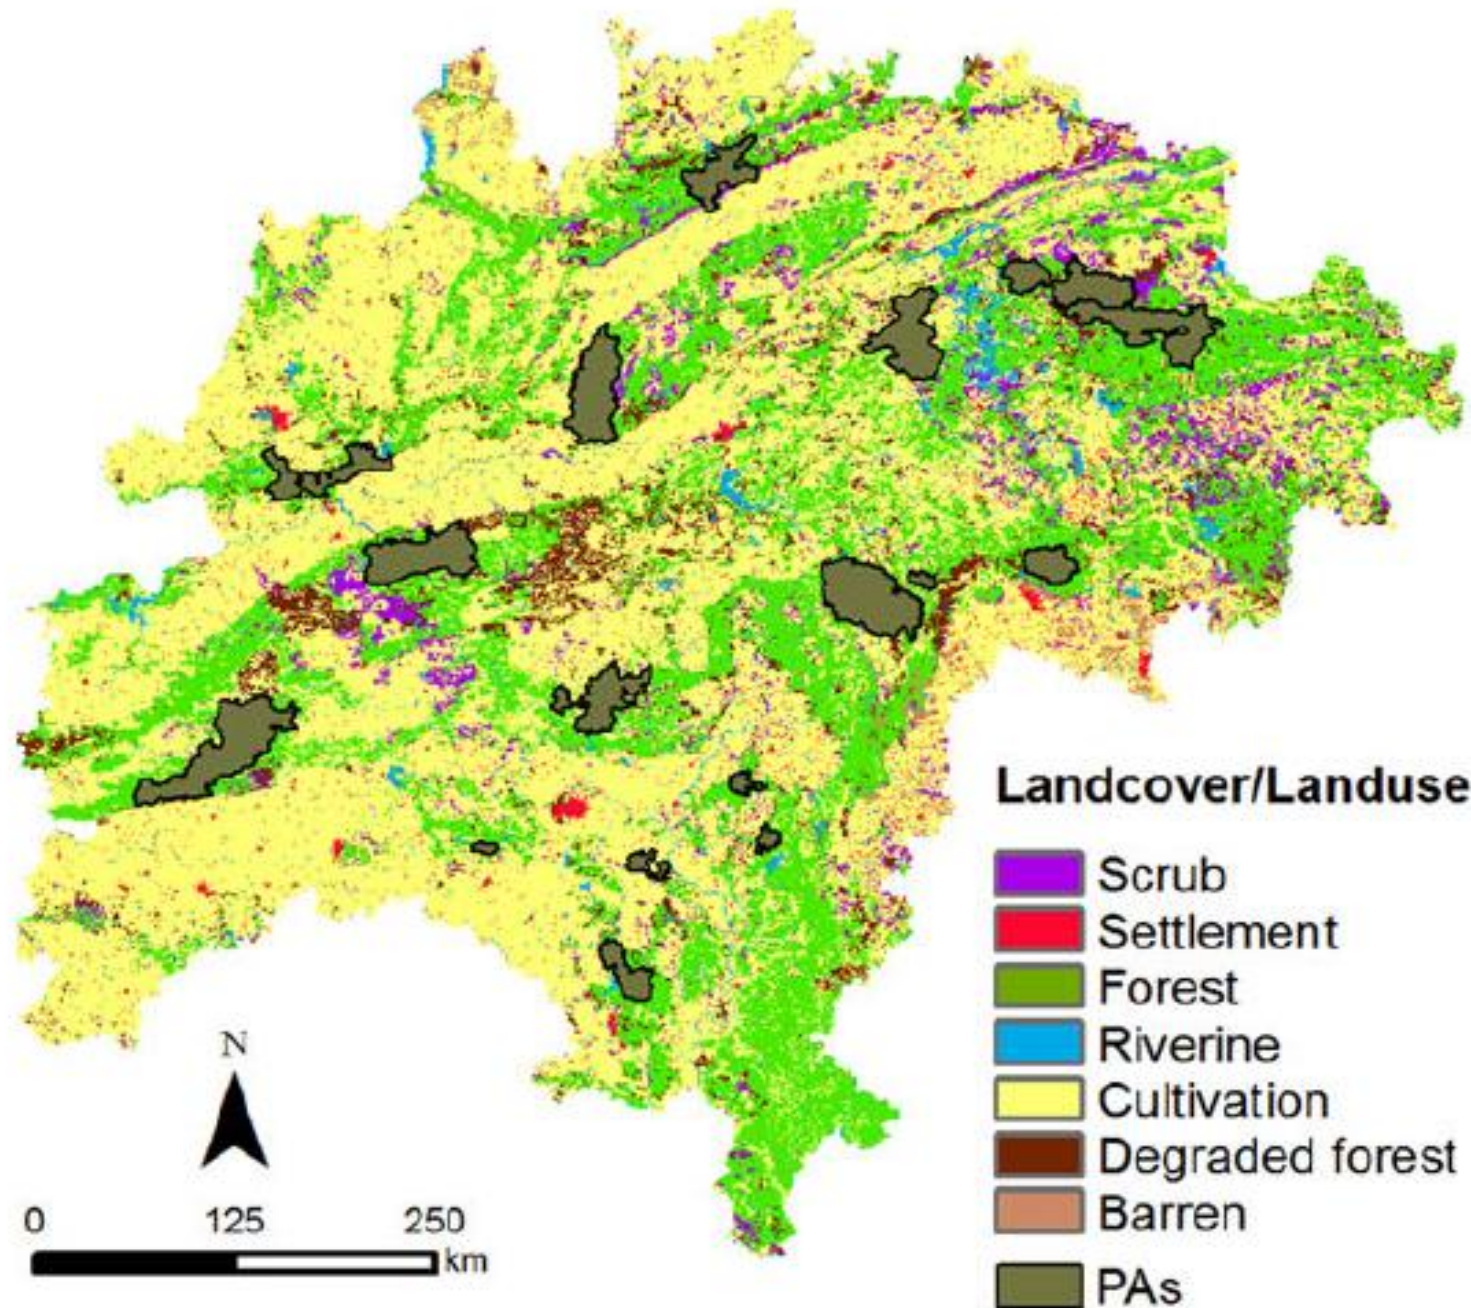 Landcover/Landuse
Scrub
Settlement
Forest
Riverine
Cultivation
Degraded forest
Barren
PAs
N
0 125 250
km